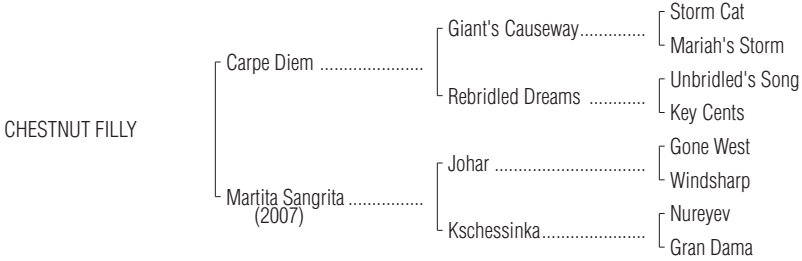 Storm Cat
Giant's Causeway..............
Mariah's Storm
Carpe Diem ......................
Unbridled's Song
Rebridled Dreams ............
Key Cents
CHESTNUT FILLY
Gone West
Johar ................................
Windsharp
Martita Sangrita ................
(2007)
Nureyev
Kschessinka......................
Gran Dama